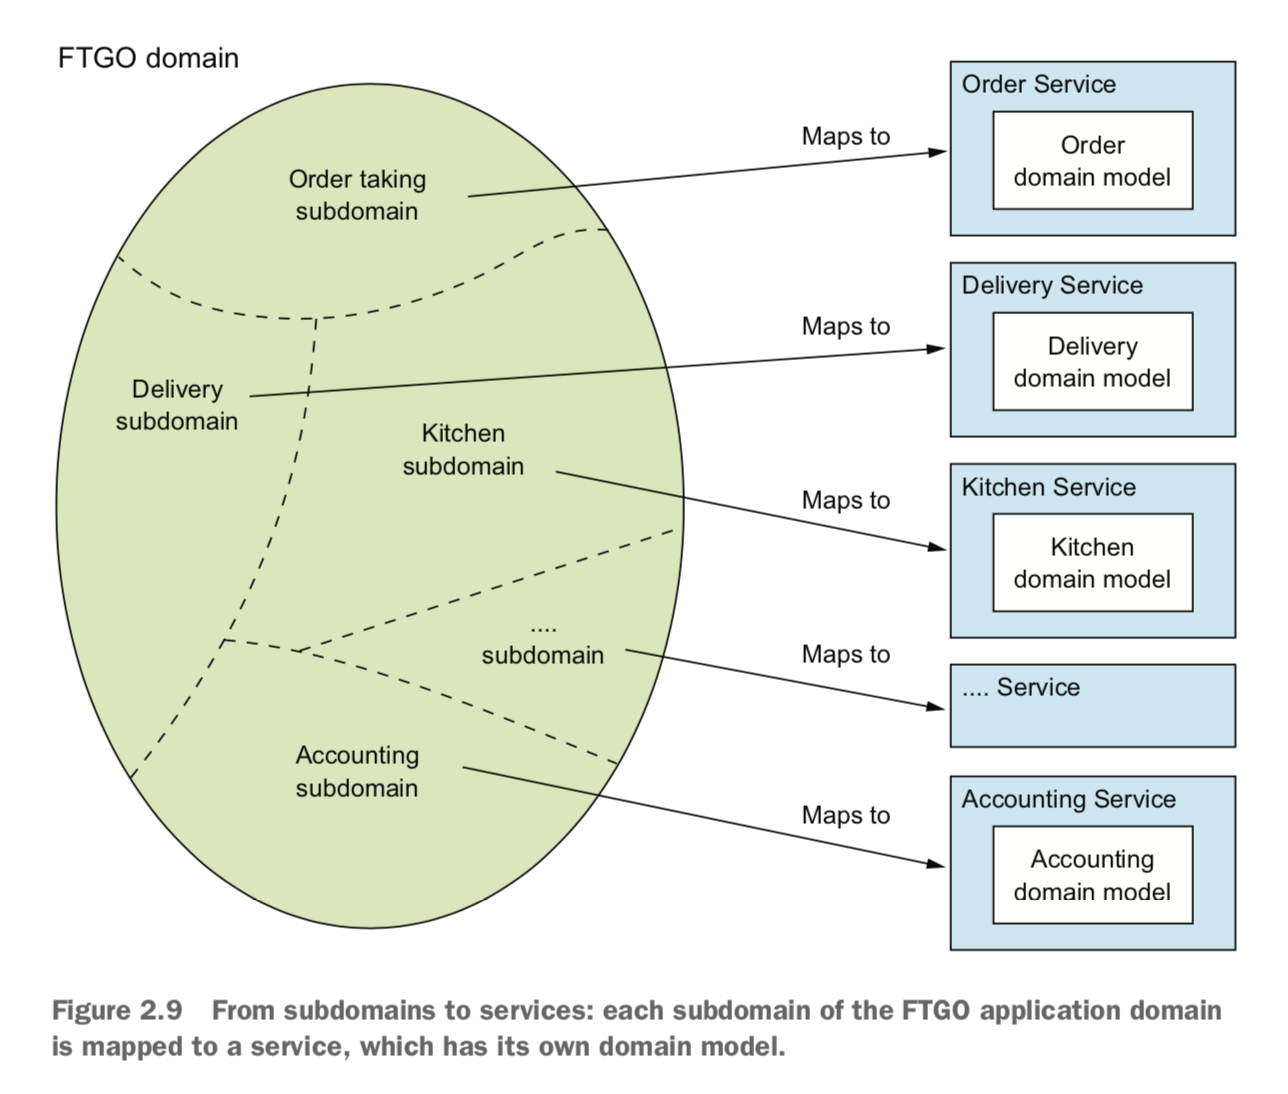 FTGO domain
Order taking
subdomain
Delivery
subdomain
Kitchen
subdomain
....
subdomain
Accounting
subdomain
Maps to
Maps to
Maps to
Maps to
Maps to
Order Service
Order
domain model
Delivery Service
Delivery
domain model
Kitchen Service
Kitchen
domain model
.... Service
Accounting Service
Accounting
domain model
Figure 2.9 From subdomains to services: each subdomain of the FTGO application domain
is mapped to a service, which has its own domain model.